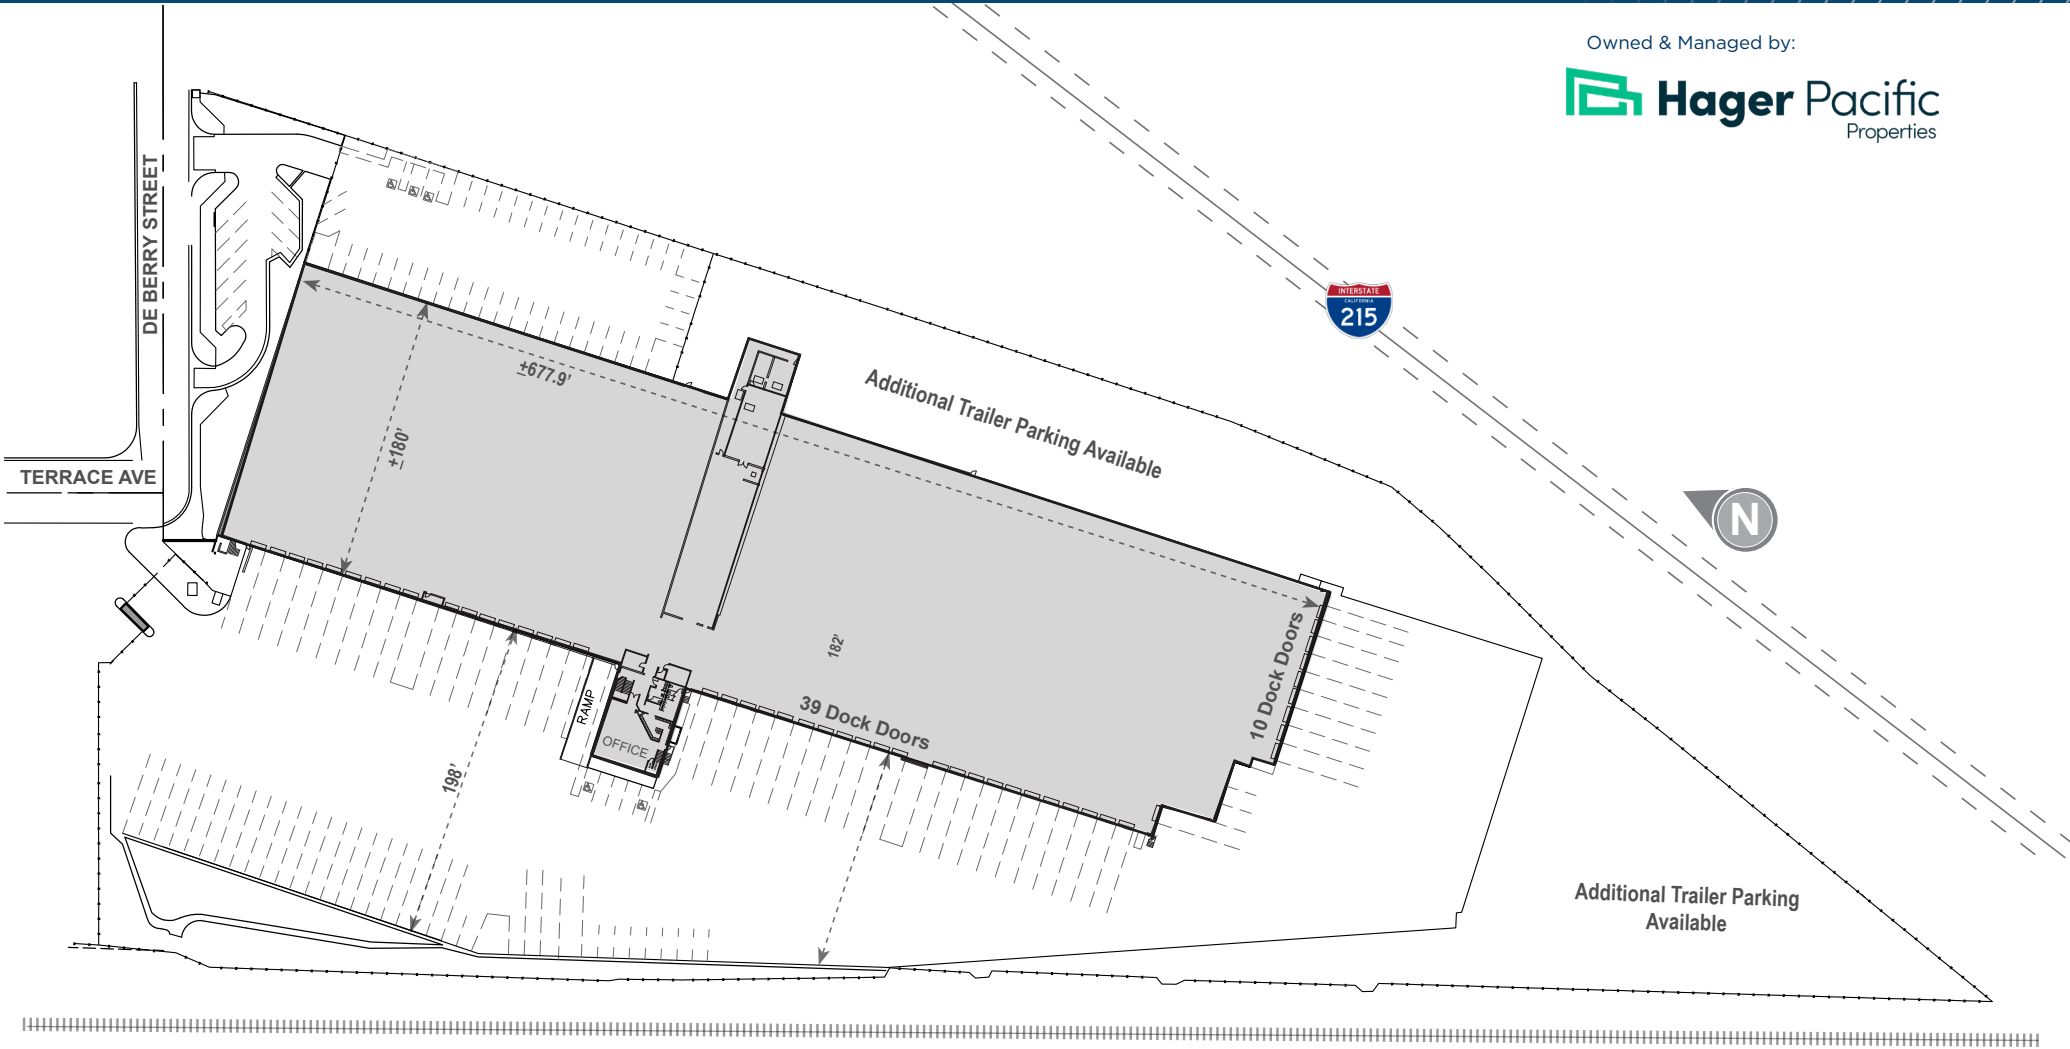 Owned & Managed by:
Hager Pacific
Properties
DE BERRY STREET
TERRACE AVE
±677.9'
±180'
Additional Trailer Parking Available
INTERSTATE
CALIFORNIA
215
N
182'
39 Dock Doors
10 Dock Doors
RAMP
OFFICE
198'
Additional Trailer Parking
Available